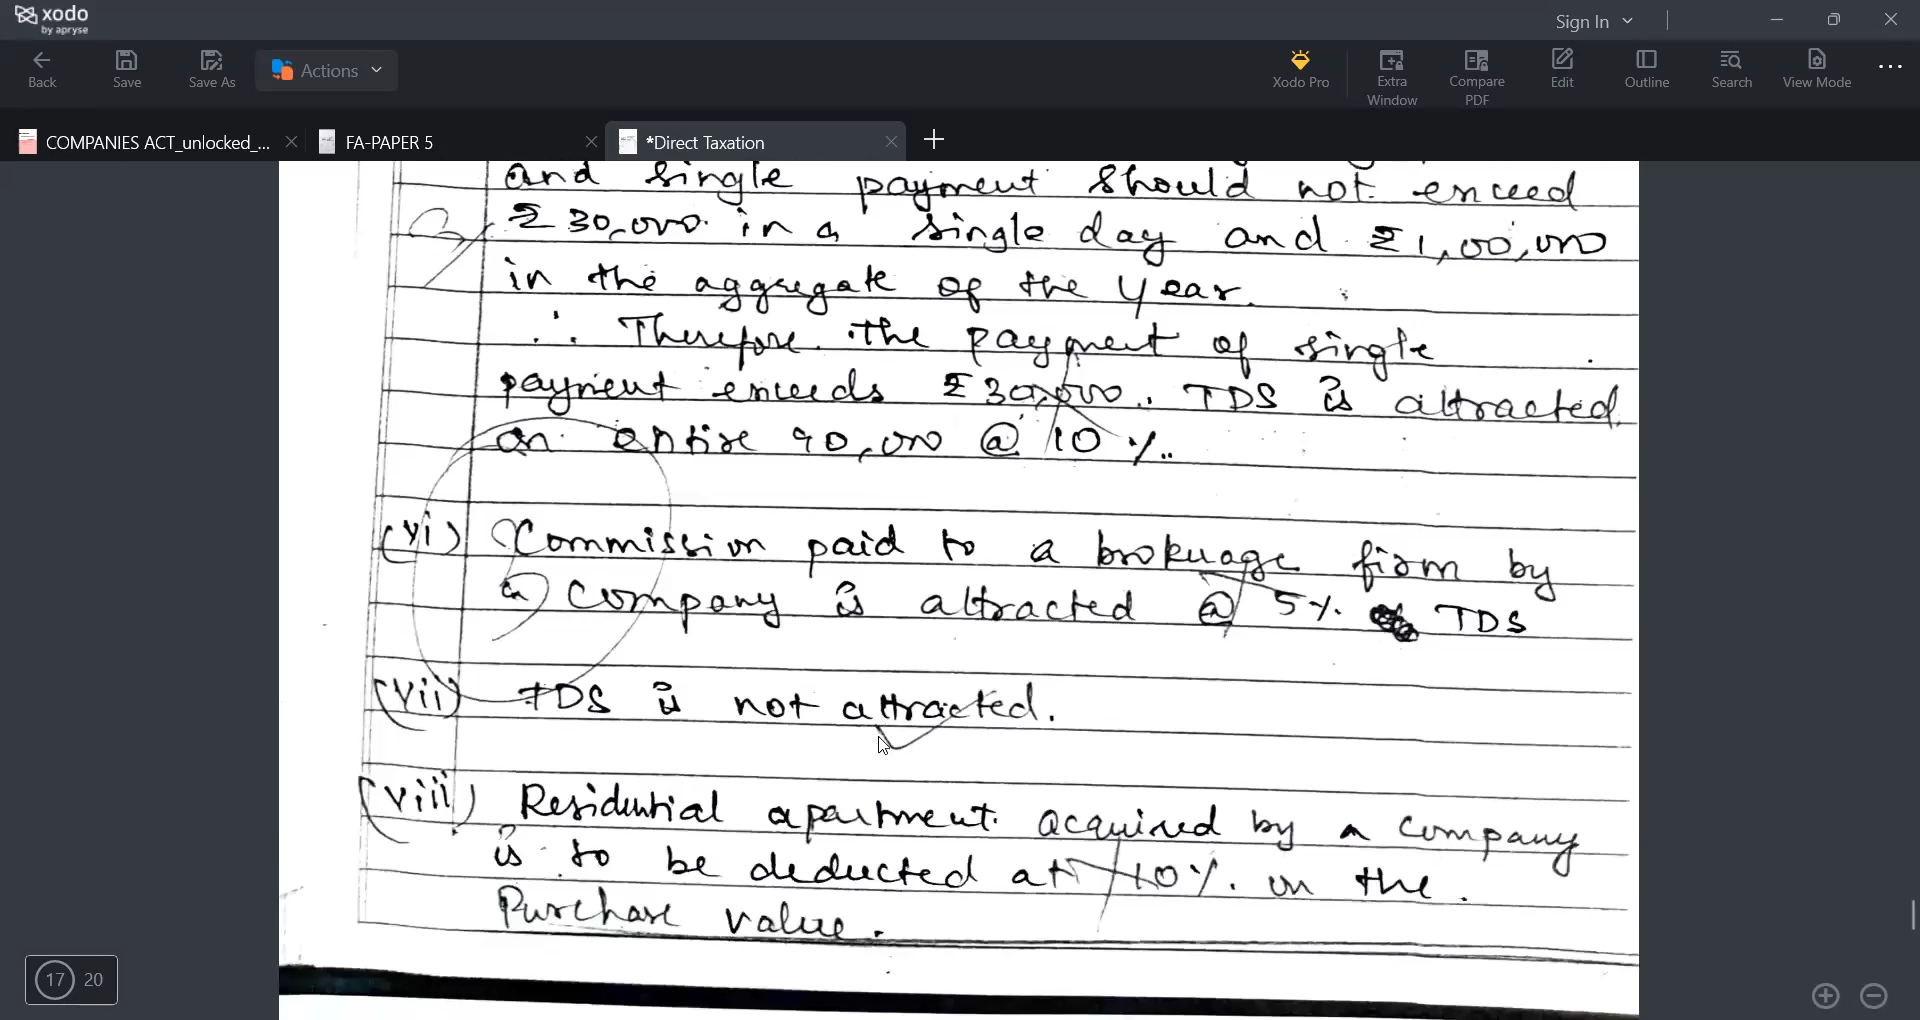 xodo
by apryse
Sign In
Back
Save
Save As
Actions
Xodo Pro
Extra Window
Compare PDF
Edit
Outline
Search
View Mode
COMPANIES ACT_unlocked_...
FA-PAPER 5
*Direct Taxation
and single payment should not exceed
₹ 30,000 in a single day and ₹ 1,00,000
in the aggregate of the year.
∴ Therefore the payment of single
payment exceeds ₹ 30,000. TDS is attracted
on entire 90,000 @ 10 %.
(vi) Commission paid to a brokerage firm by
a Company is attracted @ 5% TDS
(vii) TDS is not attracted.
(viii) Residential apartment acquired by a company
is to be deducted at 10%. on the
Purchase value.
17 20